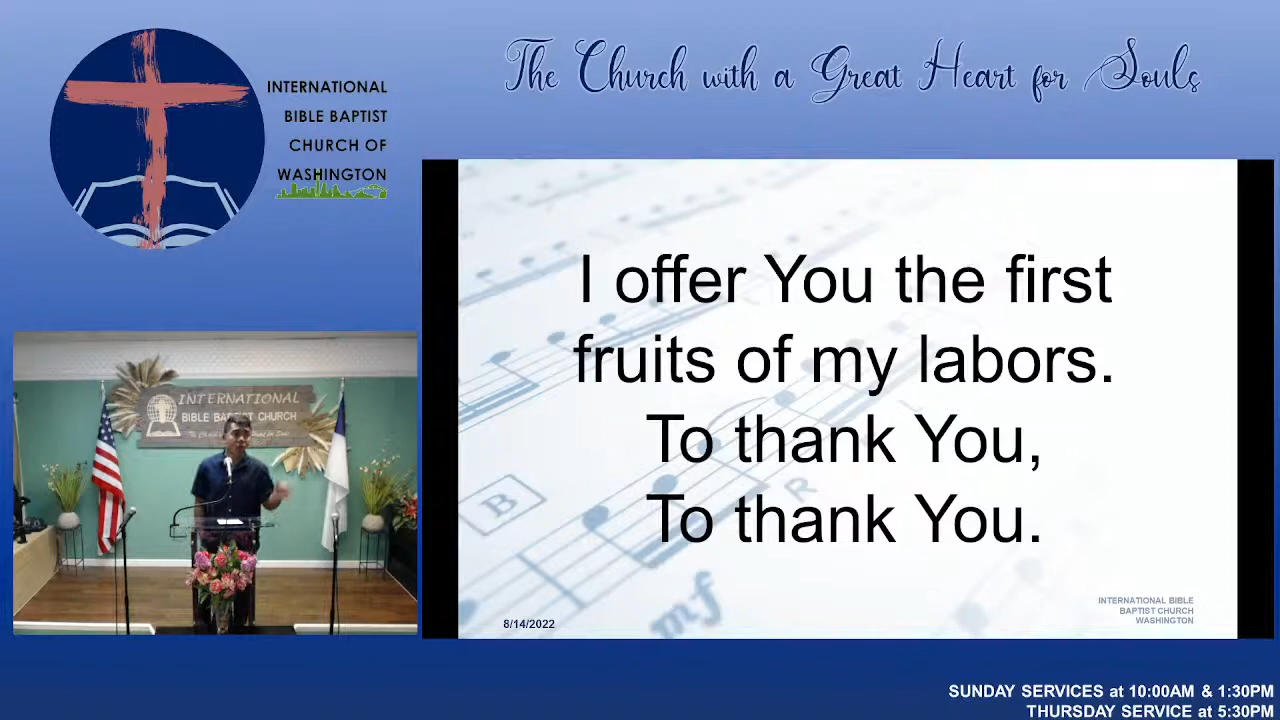 The Church with a Great Heart for Souls
INTERNATIONAL
BIBLE BAPTIST
CHURCH OF
WASHINGTON
I offer You the first
fruits of my labors.
To thank You,
To thank You.
INTERNATIONAL BIBLE
BAPTIST CHURCH
WASHINGTON
8/14/2022
B
mf
INTERNATIONAL
BIBLE BAPTIST CHURCH
SUNDAY SERVICES at 10:00AM & 1:30PM
THURSDAY SERVICE at 5:30PM